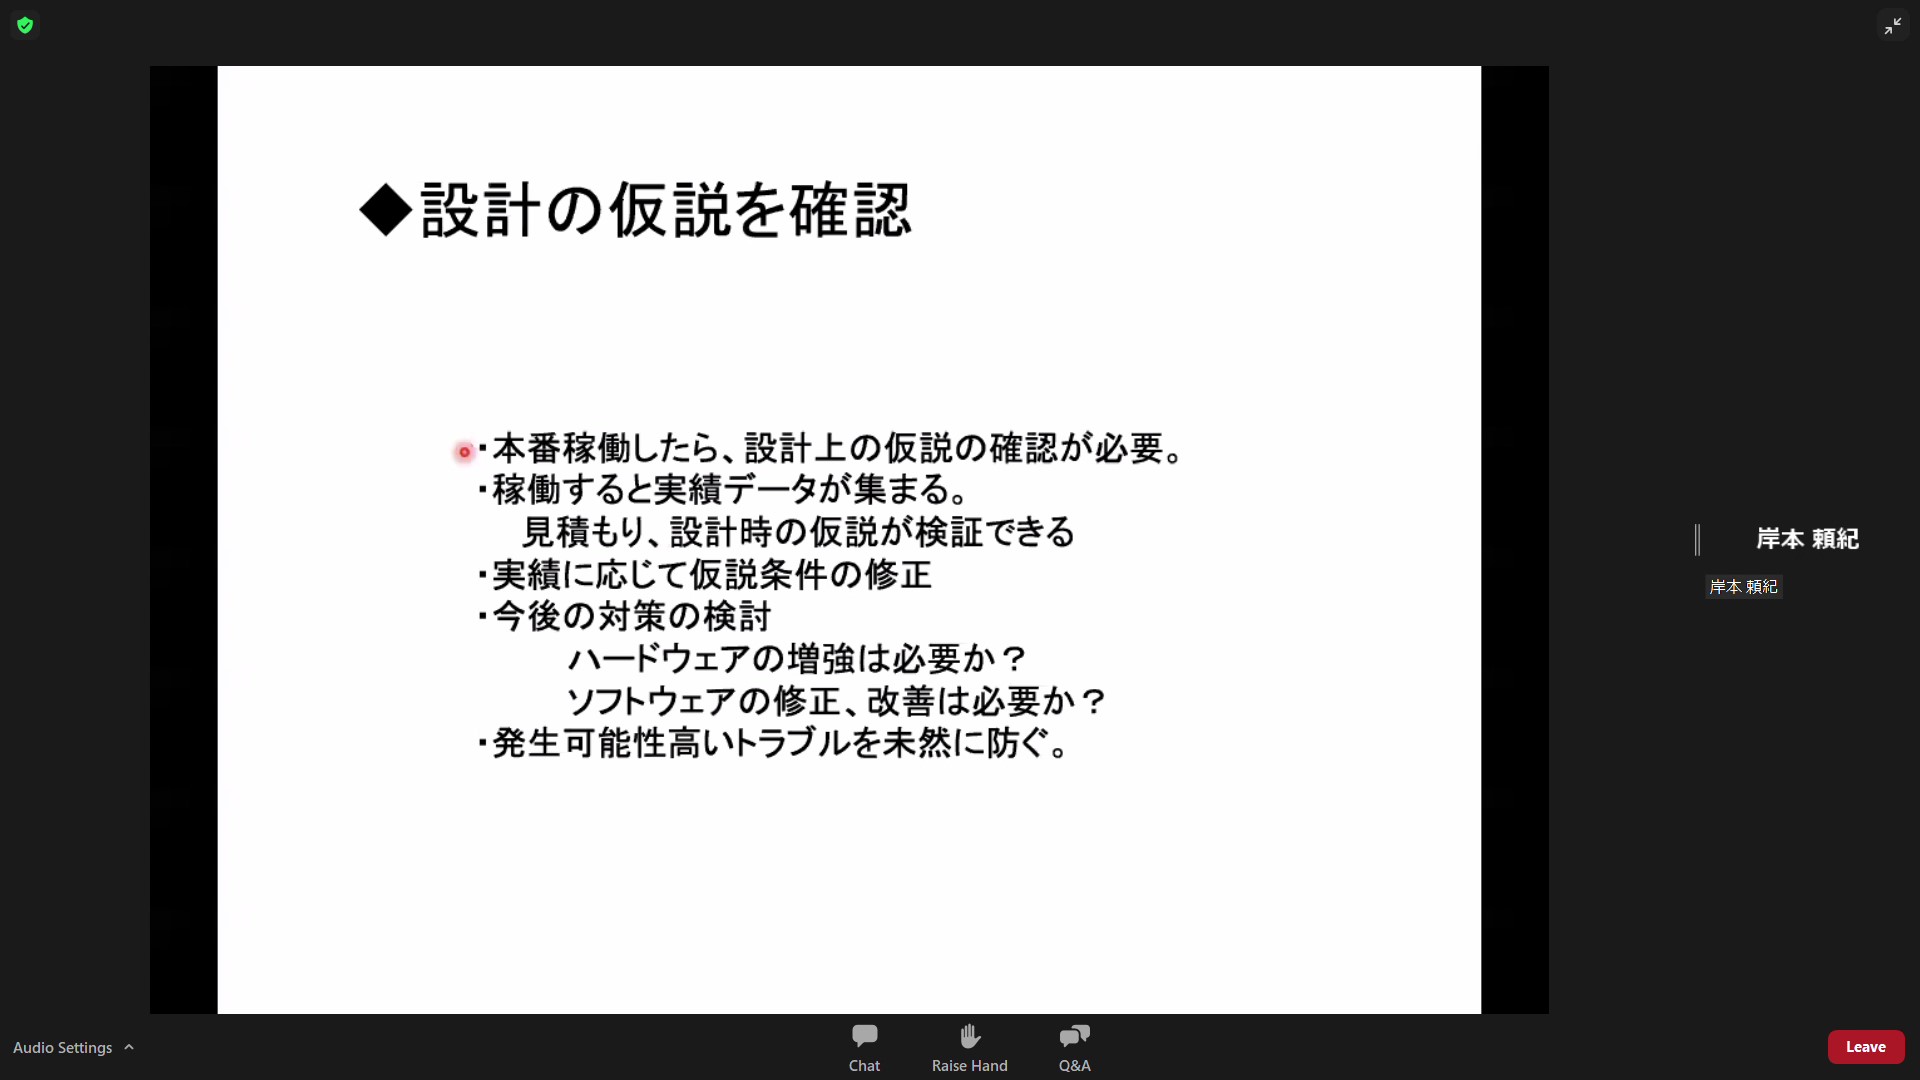 ◆設計の仮説を確認
・本番稼働したら、設計上の仮説の確認が必要。
・稼働すると実績データが集まる。
見積もり、設計時の仮説が検証できる
・実績に応じて仮説条件の修正
・今後の対策の検討
ハードウェアの増強は必要か？
ソフトウェアの修正、改善は必要か？
・発生可能性高いトラブルを未然に防ぐ。
岸本 頼紀
岸本 頼紀
Audio Settings
Chat
Raise Hand
Q&A
Leave